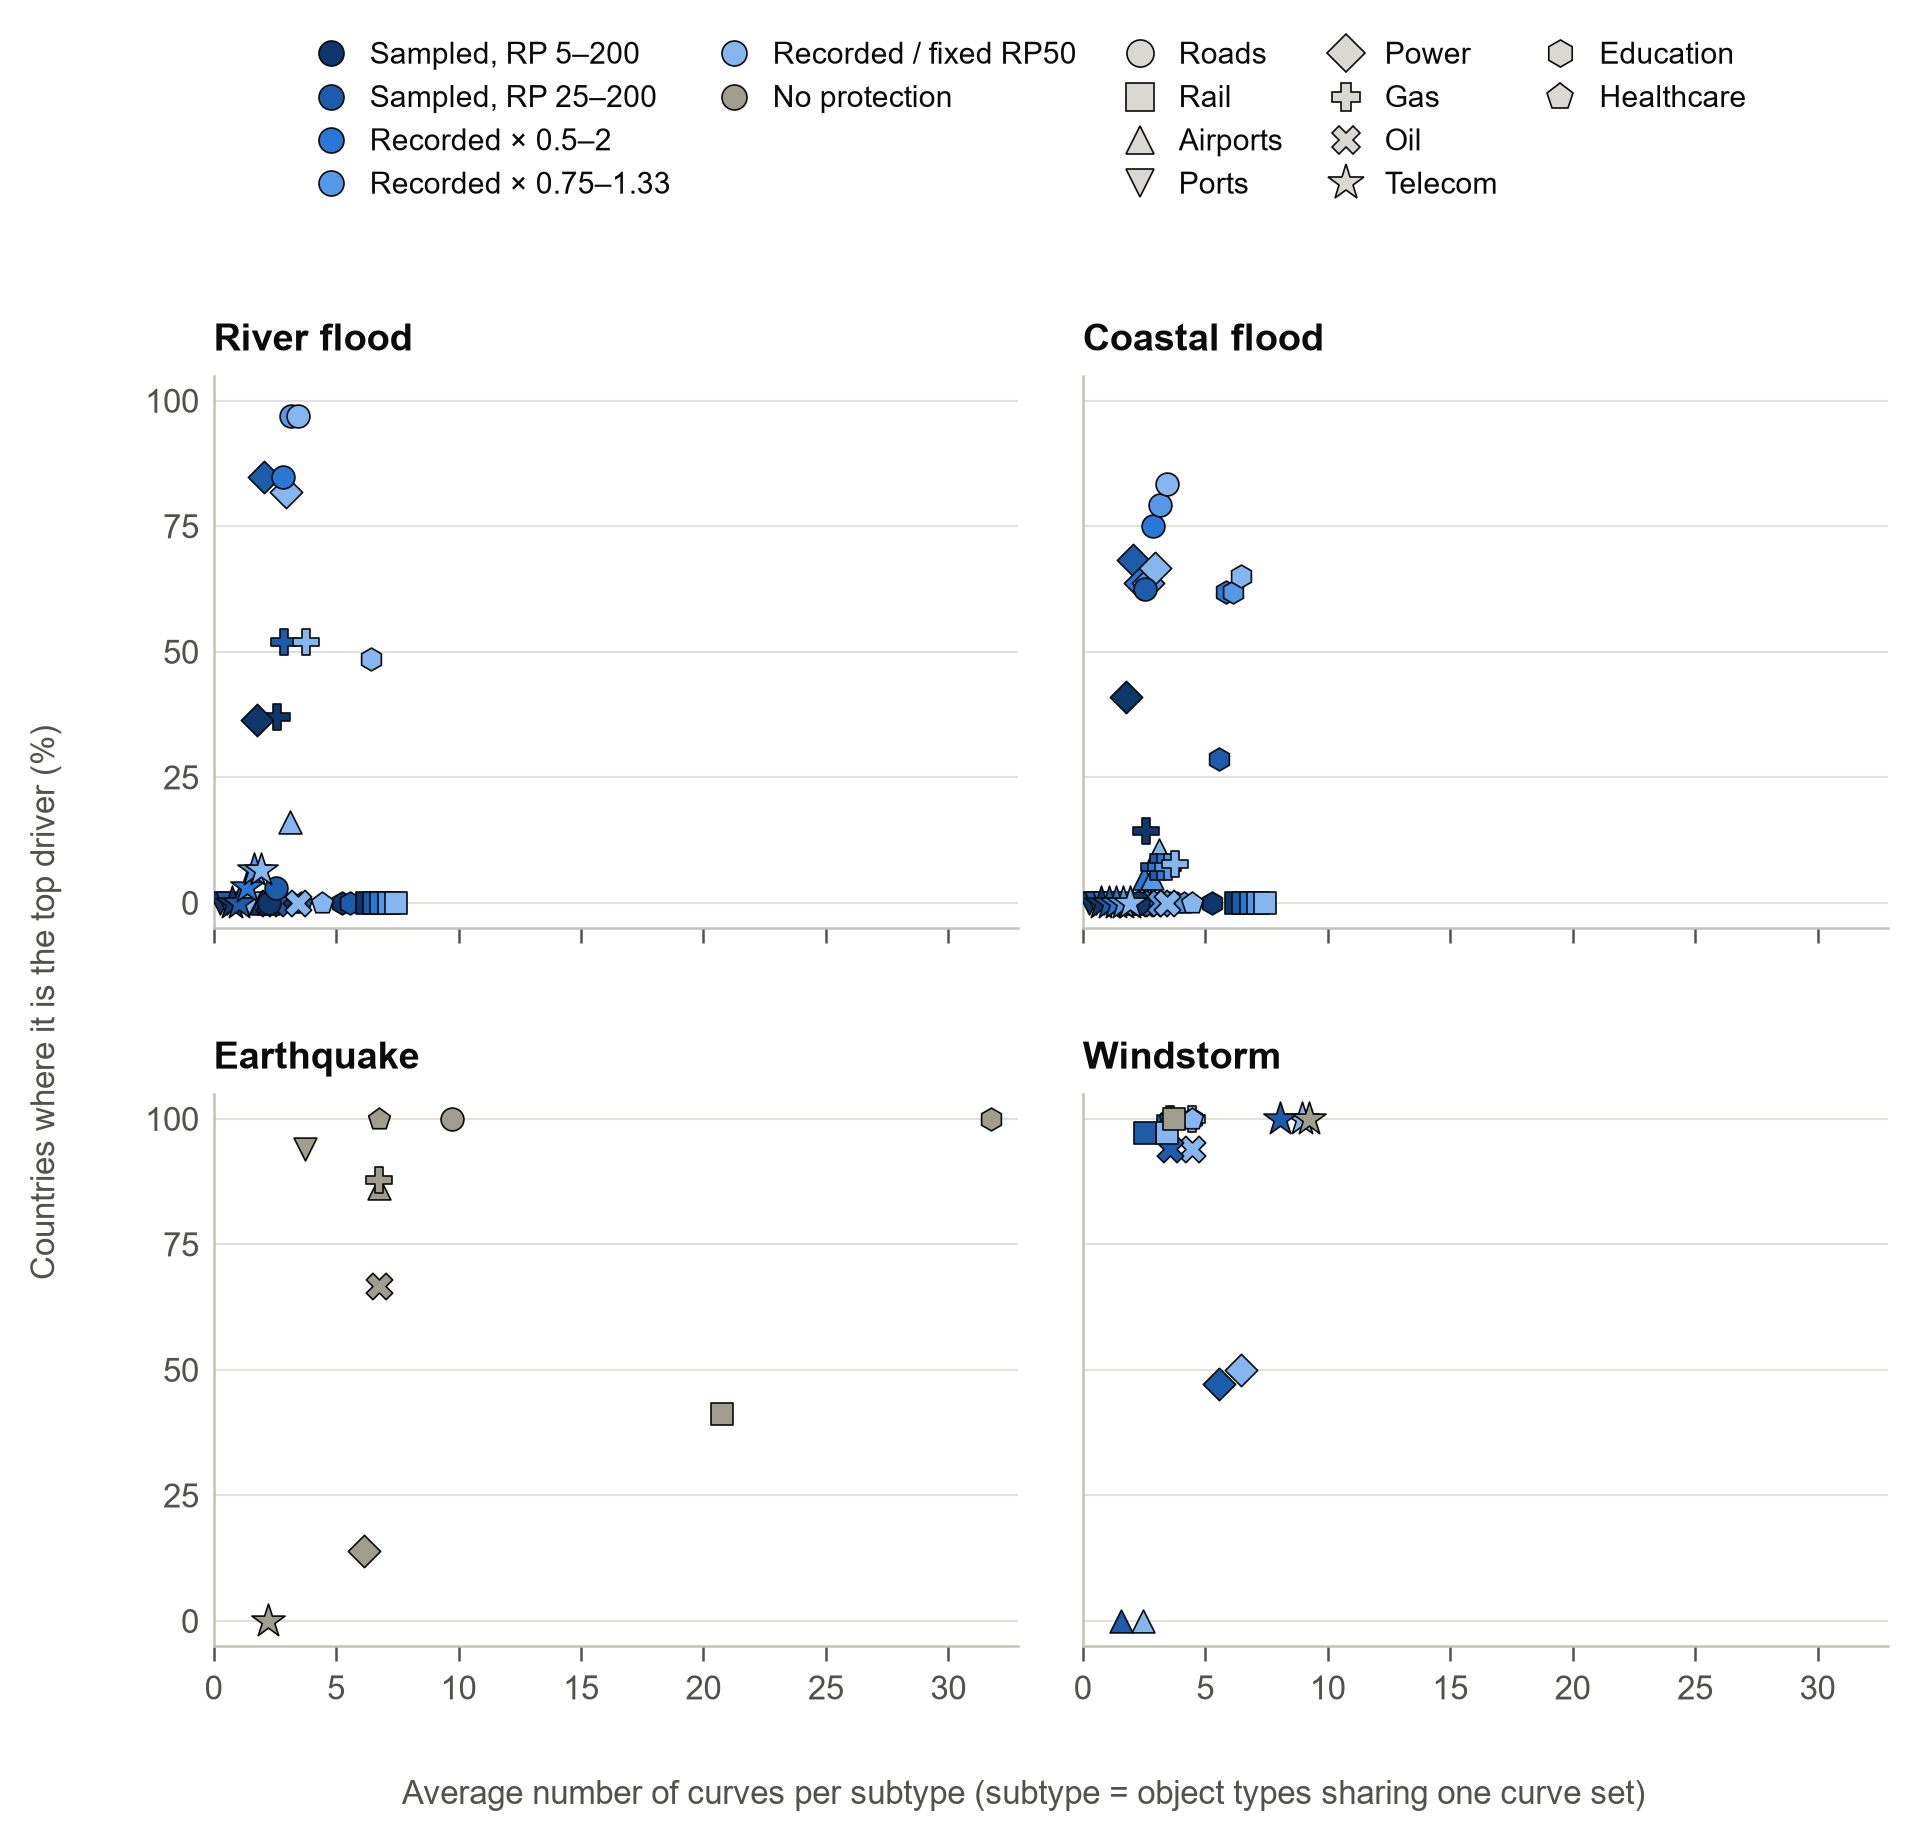 Sampled, RP 5–200
Sampled, RP 25–200
Recorded × 0.5–2
Recorded × 0.75–1.33
Recorded / fixed RP50
No protection
Roads
Rail
Airports
Ports
Power
Gas
Oil
Telecom
Education
Healthcare
River flood
Coastal flood
100
75
50
25
0
Earthquake
Windstorm
100
75
50
25
0
0 5 10 15 20 25 30
0 5 10 15 20 25 30
Countries where it is the top driver (%)
Average number of curves per subtype (subtype = object types sharing one curve set)